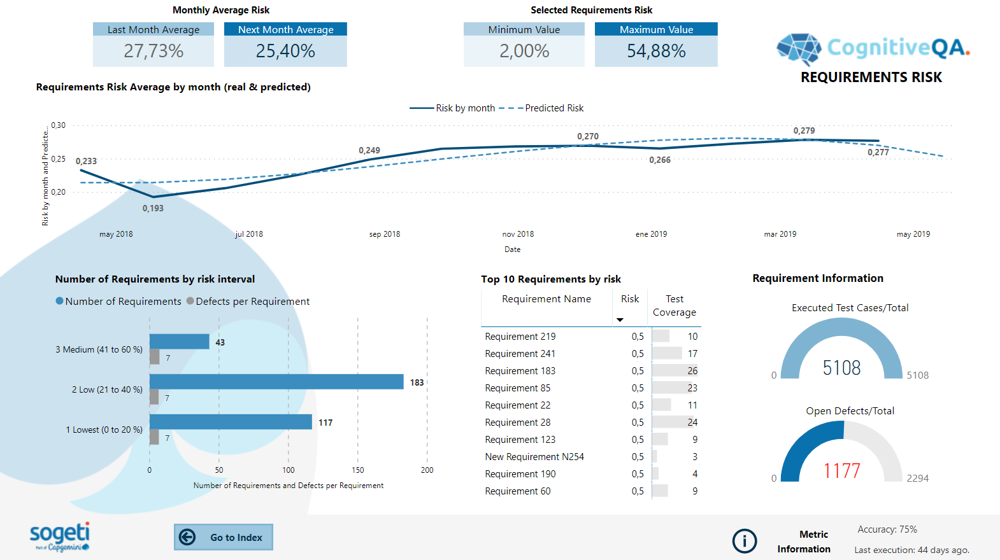 Monthly Average Risk
Last Month Average
27,73%
Next Month Average
25,40%
Selected Requirements Risk
Minimum Value
2,00%
Maximum Value
54,88%
CognitiveQA.
REQUIREMENTS RISK
Requirements Risk Average by month (real & predicted)
Risk by month
Predicted Risk
Risk by month and Predicte...
0,30
0,25
0,20
0,233
0,193
0,249
0,270
0,266
0,279
0,277
may 2018
jul 2018
sep 2018
nov 2018
ene 2019
mar 2019
may 2019
Date
Number of Requirements by risk interval
Number of Requirements
Defects per Requirement
3 Medium (41 to 60 %)
43
7
2 Low (21 to 40 %)
183
7
1 Lowest (0 to 20 %)
117
7
0
50
100
150
200
Number of Requirements and Defects per Requirement
Top 10 Requirements by risk
Requirement Name Risk Test Coverage
Requirement 219 0,5 10
Requirement 241 0,5 17
Requirement 183 0,5 26
Requirement 85 0,5 23
Requirement 22 0,5 11
Requirement 28 0,5 24
Requirement 123 0,5 9
New Requirement N254 0,5 3
Requirement 190 0,5 4
Requirement 60 0,5 9
Requirement Information
Executed Test Cases/Total
5108
0
5108
Open Defects/Total
1177
0
2294
sogeti
Part of Capgemini
Go to Index
Metric
Information
Accuracy: 75%
Last execution: 44 days ago.